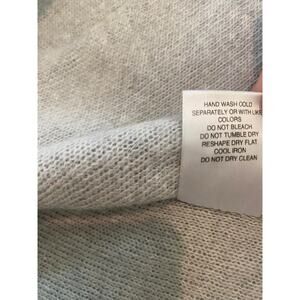 HAND WASH COLD
SEPARATELY OR WITH LIKE
COLORS
DO NOT BLEACH
DO NOT TUMBLE DRY
RESHAPE DRY FLAT
COOL IRON
DO NOT DRY CLEAN